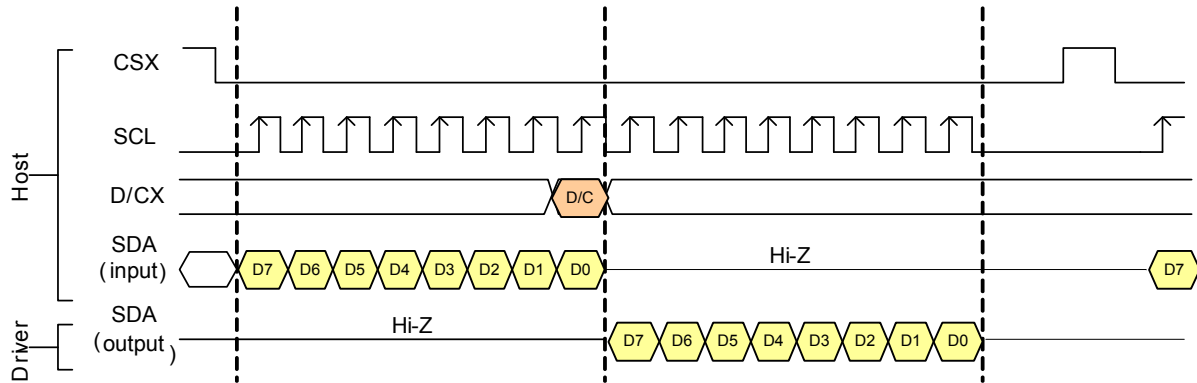 Host
CSX
SCL
D/CX
D/C
SDA
(input)
D7 D6 D5 D4 D3 D2 D1 D0
Hi-Z
D7
Driver
SDA
(output)
Hi-Z
D7 D6 D5 D4 D3 D2 D1 D0